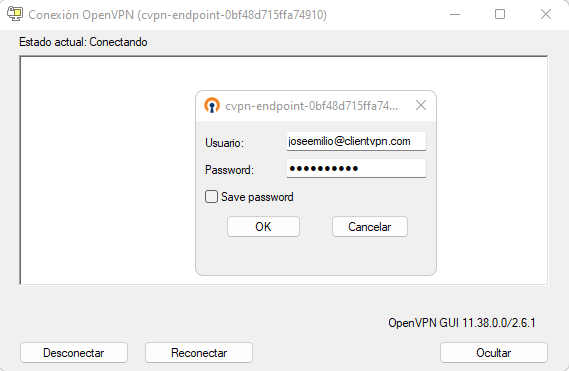 Conexión OpenVPN (cvpn-endpoint-0bf48d715ffa74910)
Estado actual: Conectando
cvpn-endpoint-0bf48d715ffa74...
Usuario: joseemilio@clientvpn.com
Password: ●●●●●●●●●●
Save password
OK Cancelar
OpenVPN GUI 11.38.0.0/2.6.1
Desconectar Reconectar Ocultar